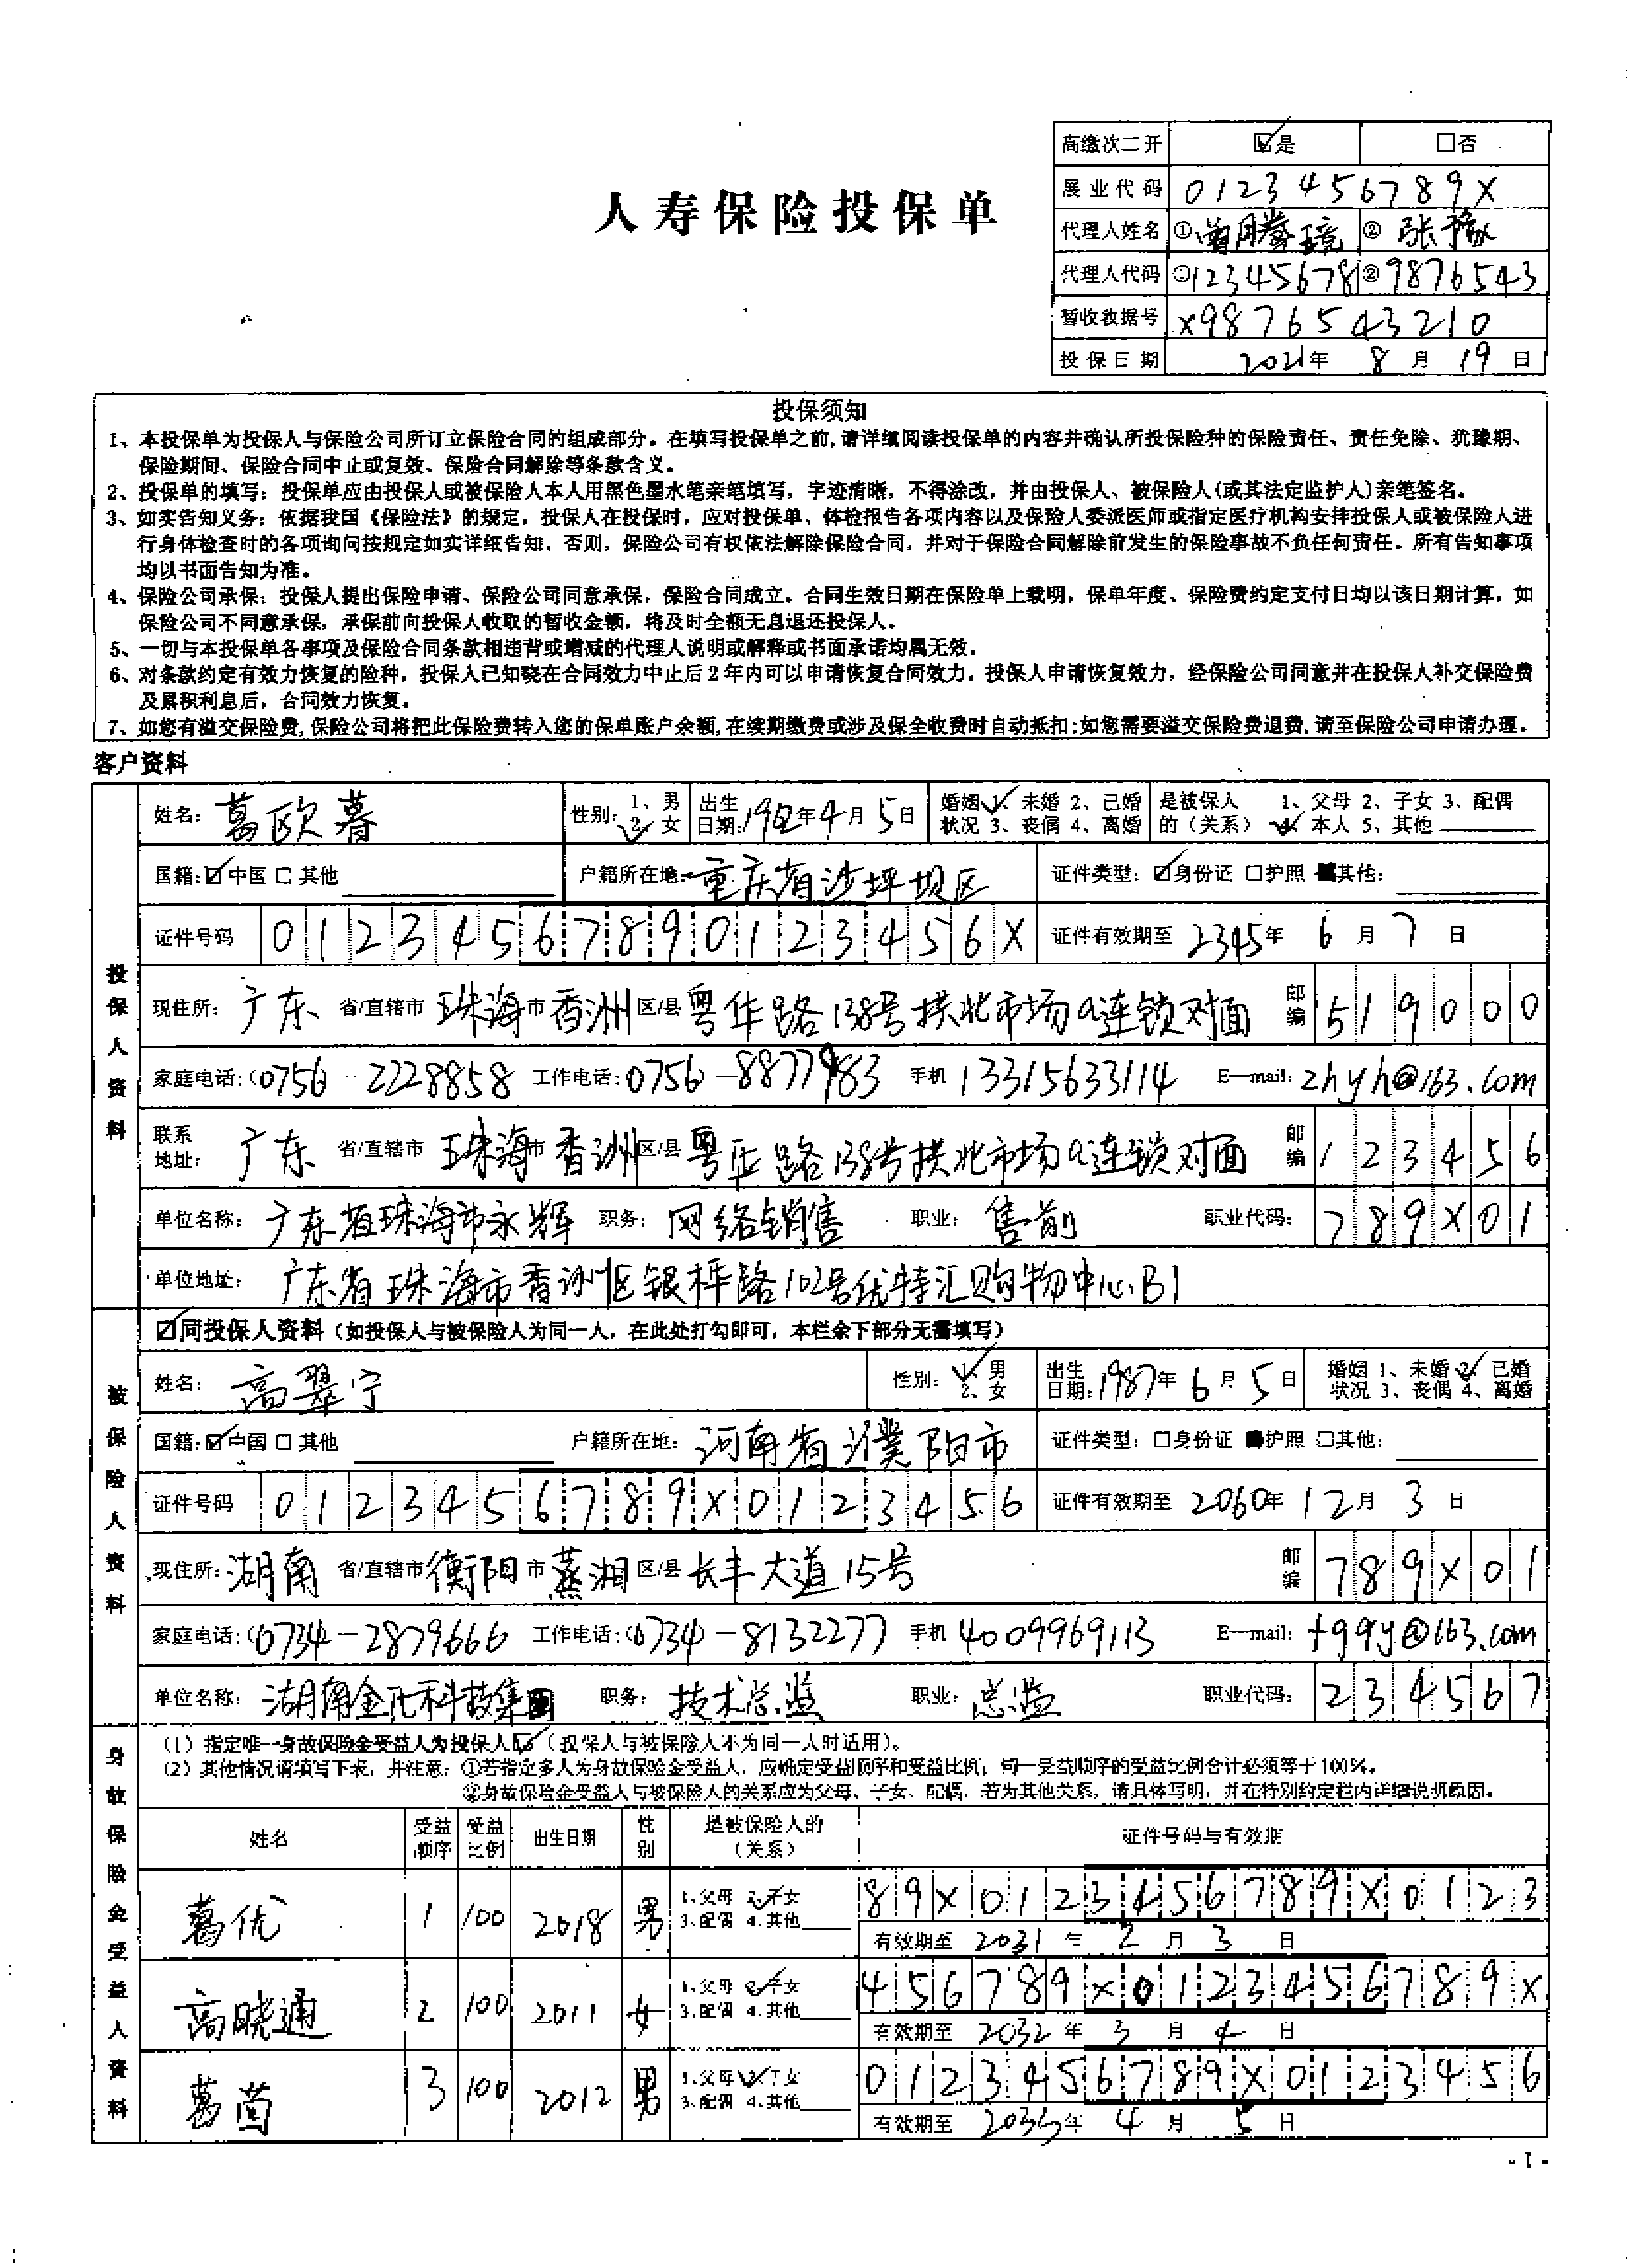 高缴次二开 ☑是 □否
展业代码 0123456789X
人寿保险投保单
代理人姓名 ①曾腾璄 ②张豫
代理人代码 ①12345678 ②9876543
暂收收据号 X9876543210
投保日期 2021年 8月 19日
投保须知
1、本投保单为投保人与保险公司所订立保险合同的组成部分。在填写投保单之前,请详细阅读投保单的内容并确认所投保险种的保险责任、责任免除、犹豫期、
保险期间、保险合同中止或复效、保险合同解除等条款含义。
2、投保单的填写：投保单应由投保人或被保险人本人用黑色墨水笔亲笔填写，字迹清晰，不得涂改，并由投保人、被保险人(或其法定监护人)亲笔签名。
3、如实告知义务：依据我国《保险法》的规定，投保人在投保时，应对投保单、体检报告各项内容以及保险人委派医师或指定医疗机构安排投保人或被保险人进
行身体检查时的各项询问按规定如实详细告知。否则，保险公司有权依法解除保险合同，并对于保险合同解除前发生的保险事故不负任何责任。所有告知事项
均以书面告知为准。
4、保险公司承保：投保人提出保险申请、保险公司同意承保，保险合同成立。合同生效日期在保险单上载明，保单年度、保险费约定支付日均以该日期计算，如
保险公司不同意承保，承保前向投保人收取的暂收金额，将及时全额无息退还投保人。
5、一切与本投保单各事项及保险合同条款相违背或增减的代理人说明或解释或书面承诺均属无效。
6、对条款约定有效力恢复的险种，投保人已知晓在合同效力中止后2年内可以申请恢复合同效力。投保人申请恢复效力，经保险公司同意并在投保人补交保险费
及累积利息后，合同效力恢复。
7、如您有溢交保险费,保险公司将把此保险费转入您的保单账户余额,在续期缴费或涉及保全收费时自动抵扣;如您需要溢交保险费退费,请至保险公司申请办理。
客户资料
投保人资料
姓名：葛欧暮 性别：1、男 2、女 出生日期：年4月5日 婚姻状况 1、未婚 2、已婚 3、丧偶 4、离婚 是被保人的（关系） 1、父母 2、子女 3、配偶 4、本人 5、其他
国籍：☑中国 □其他 户籍所在地：重庆省沙坪坝区 证件类型：☑身份证 □护照 ■其他：
证件号码 01234567890123456X 证件有效期至 2345年 6月 7日
现住所：广东 省/直辖市 珠海市 香洲区/县 粤华路138号拱北市场a连锁对面 邮编 519000
家庭电话：(0756-2228858 工作电话：0756-8877983 手机 13315633114 E—mail: zhyh@163.com
联系地址：广东 省/直辖市 珠海市 香洲区/县 粤华路138号拱北市场a连锁对面 邮编 123456
单位名称：广东省珠海市永辉 职务：网络销售 职业：售前 职业代码：789X01
单位地址：广东省珠海市香洲区银桦路102号优特汇购物中心B1
被保险人资料
☑同投保人资料（如投保人与被保险人为同一人，在此处打勾即可，本栏余下部分无需填写）
姓名：高翠宁 性别：1、男 2、女 出生日期：1987年6月5日 婚姻状况 1、未婚 2、已婚 3、丧偶 4、离婚
国籍：☑中国 □其他 户籍所在地：河南省濮阳市 证件类型：□身份证 ■护照 □其他：
证件号码 0123456789X0123456 证件有效期至 2060年12月 3日
现住所：湖南 省/直辖市 衡阳市 蒸湘区/县 长丰大道15号 邮编 789X01
家庭电话：(0734-2879666 工作电话：(0734)-8132277 手机 4009969113 E—mail: tggy@163.com
单位名称：湖南金化科技集团 职务：技术总监 职业：总监 职业代码：234567
身故保险金受益人资料
（1）指定唯一身故保险金受益人为投保人☑（投保人与被保险人不为同一人时适用）。
（2）其他情况请填写下表，并注意：①若指定多人为身故保险金受益人，应确定受益顺序和受益比例，每一受益顺序的受益比例合计必须等于100%。
②身故保险金受益人与被保险人的关系应为父母、子女、配偶，若为其他关系，请具体写明，并在特别约定栏内详细说明原因。
姓名 受益顺序 受益比例 出生日期 性别 是被保险人的（关系） 证件号码与有效期
葛优 1 100 2018 男 1.父母 2.子女 3.配偶 4.其他 89X0123456789X0123
有效期至 2031年 2月 3日
高晓通 2 100 2011 女 1.父母 2.子女 3.配偶 4.其他 456789X0123456789X
有效期至 2032年 3月 4日
葛茵 3 100 2012 男 1.父母 2.子女 3.配偶 4.其他 0123456789X0123456
有效期至 2033年 4月 5日
- 1 -